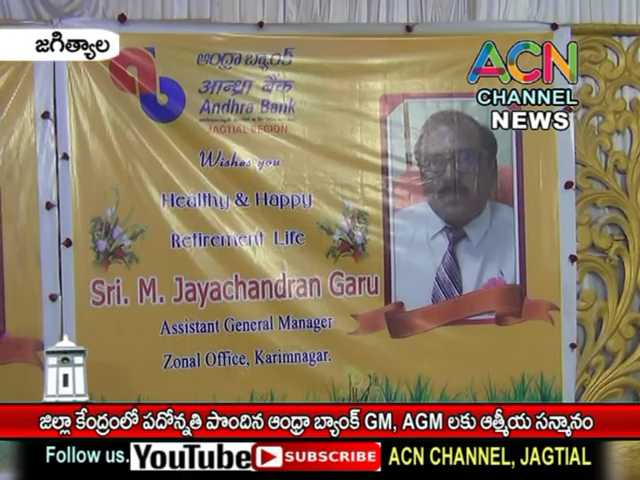 జగిత్యాల
ఆంధ్రా బ్యాంక్
आन्ध्रा बैंक
Andhra Bank
JAGTIAL REGION
Wishes you
Healthy & Happy
Retirement Life
Sri. M. Jayachandran Garu
Assistant General Manager
Zonal Office, Karimnagar.
ACN
CHANNEL
NEWS
జిల్లా కేంద్రంలో పదోన్నతి పొందిన ఆంధ్రా బ్యాంక్ GM, AGM లకు ఆత్మీయ సన్మానం
Follow us. YouTube SUBSCRIBE ACN CHANNEL, JAGTIAL